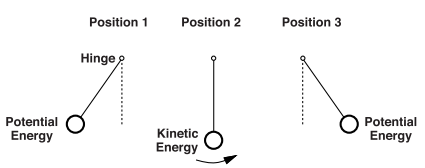 Position 1 Position 2 Position 3
Hinge
Potential
Energy
Kinetic
Energy
Potential
Energy